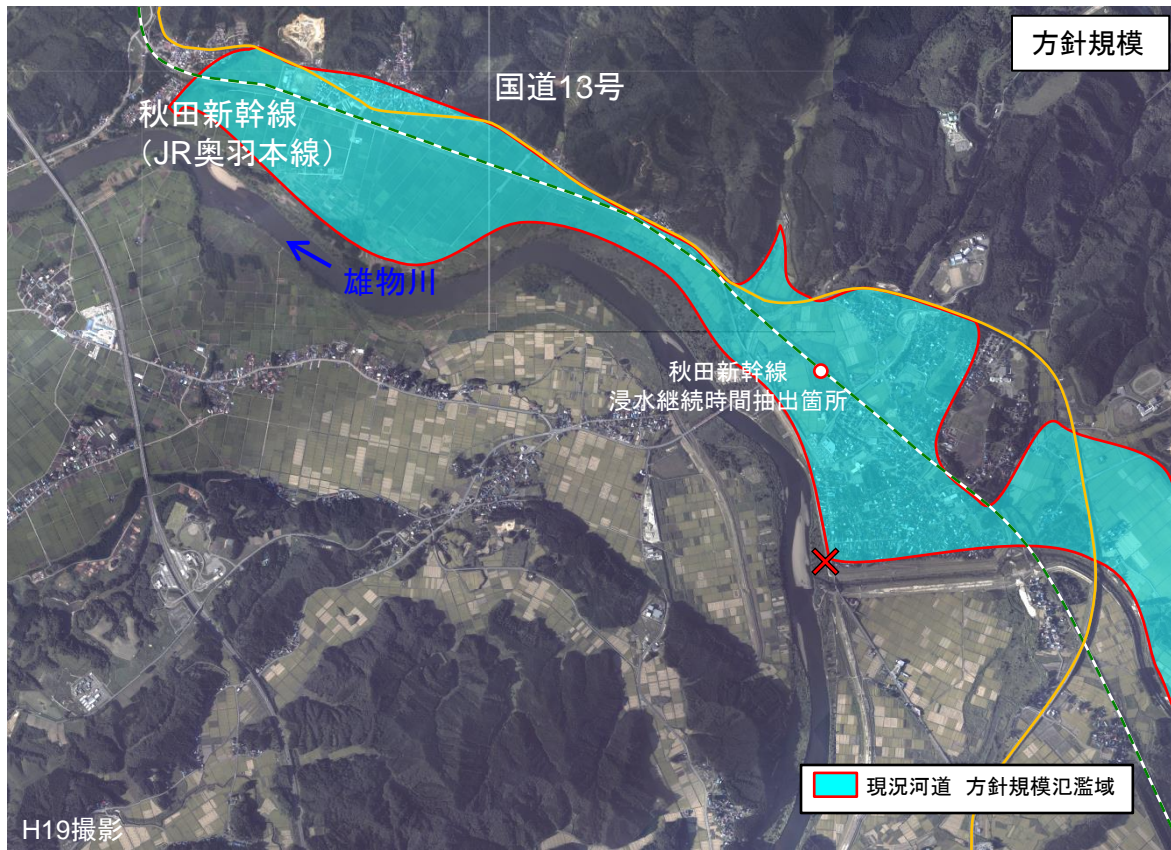 方針規模
国道13号
秋田新幹線
（JR奥羽本線）
雄物川
秋田新幹線
浸水継続時間抽出箇所
現況河道 方針規模氾濫域
H19撮影